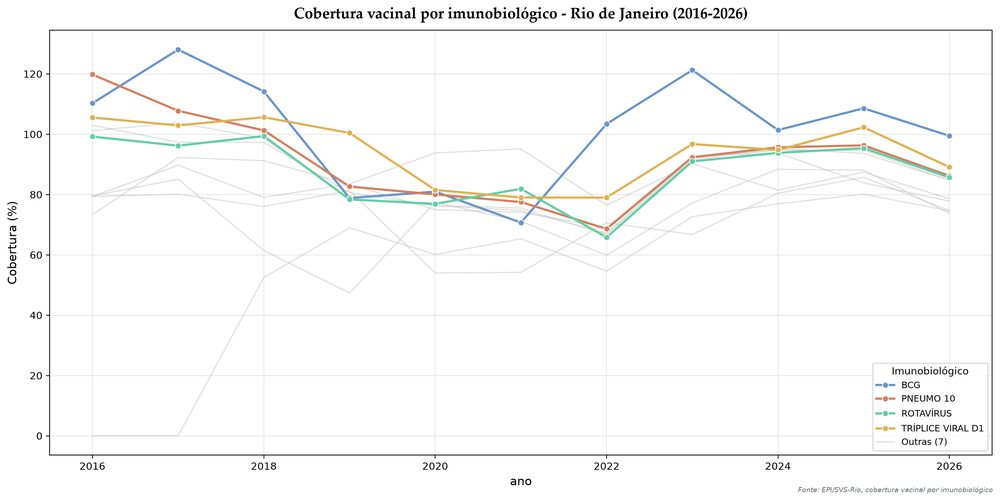 Cobertura vacinal por imunobiológico - Rio de Janeiro (2016-2026)
Cobertura (%)
120
100
80
60
40
20
0
2016
2018
2020
2022
2024
2026
ano
Imunobiológico
BCG
PNEUMO 10
ROTAVÍRUS
TRÍPLICE VIRAL D1
Outras (7)
Fonte: EPI/SVS-Rio, cobertura vacinal por imunobiológico